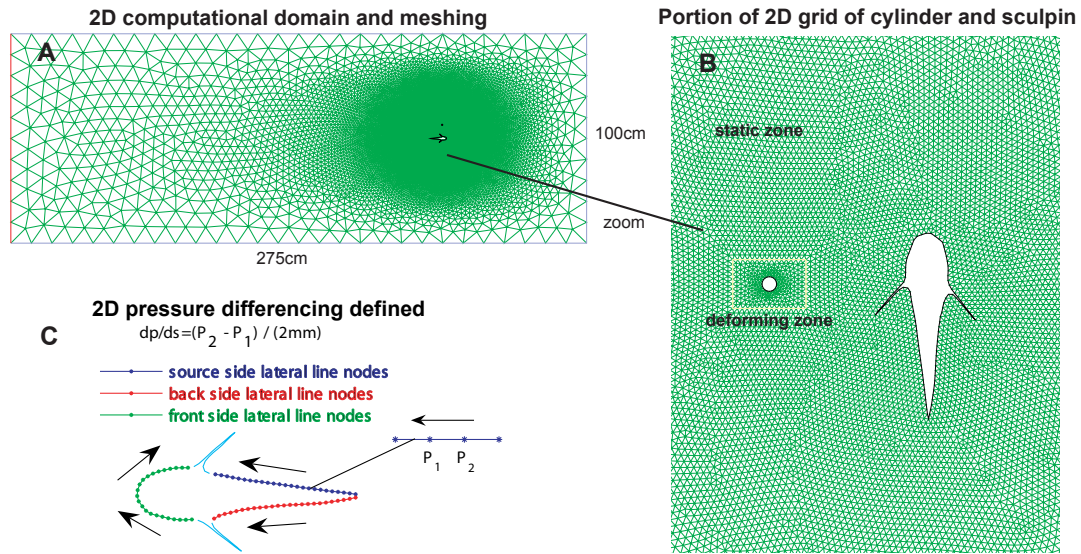 2D computational domain and meshing
A
100cm
zoom
275cm
Portion of 2D grid of cylinder and sculpin
B
static zone
deforming zone
2D pressure differencing defined
C
dp/ds=(P₂ - P₁) / (2mm)
source side lateral line nodes
back side lateral line nodes
front side lateral line nodes
P₁ P₂